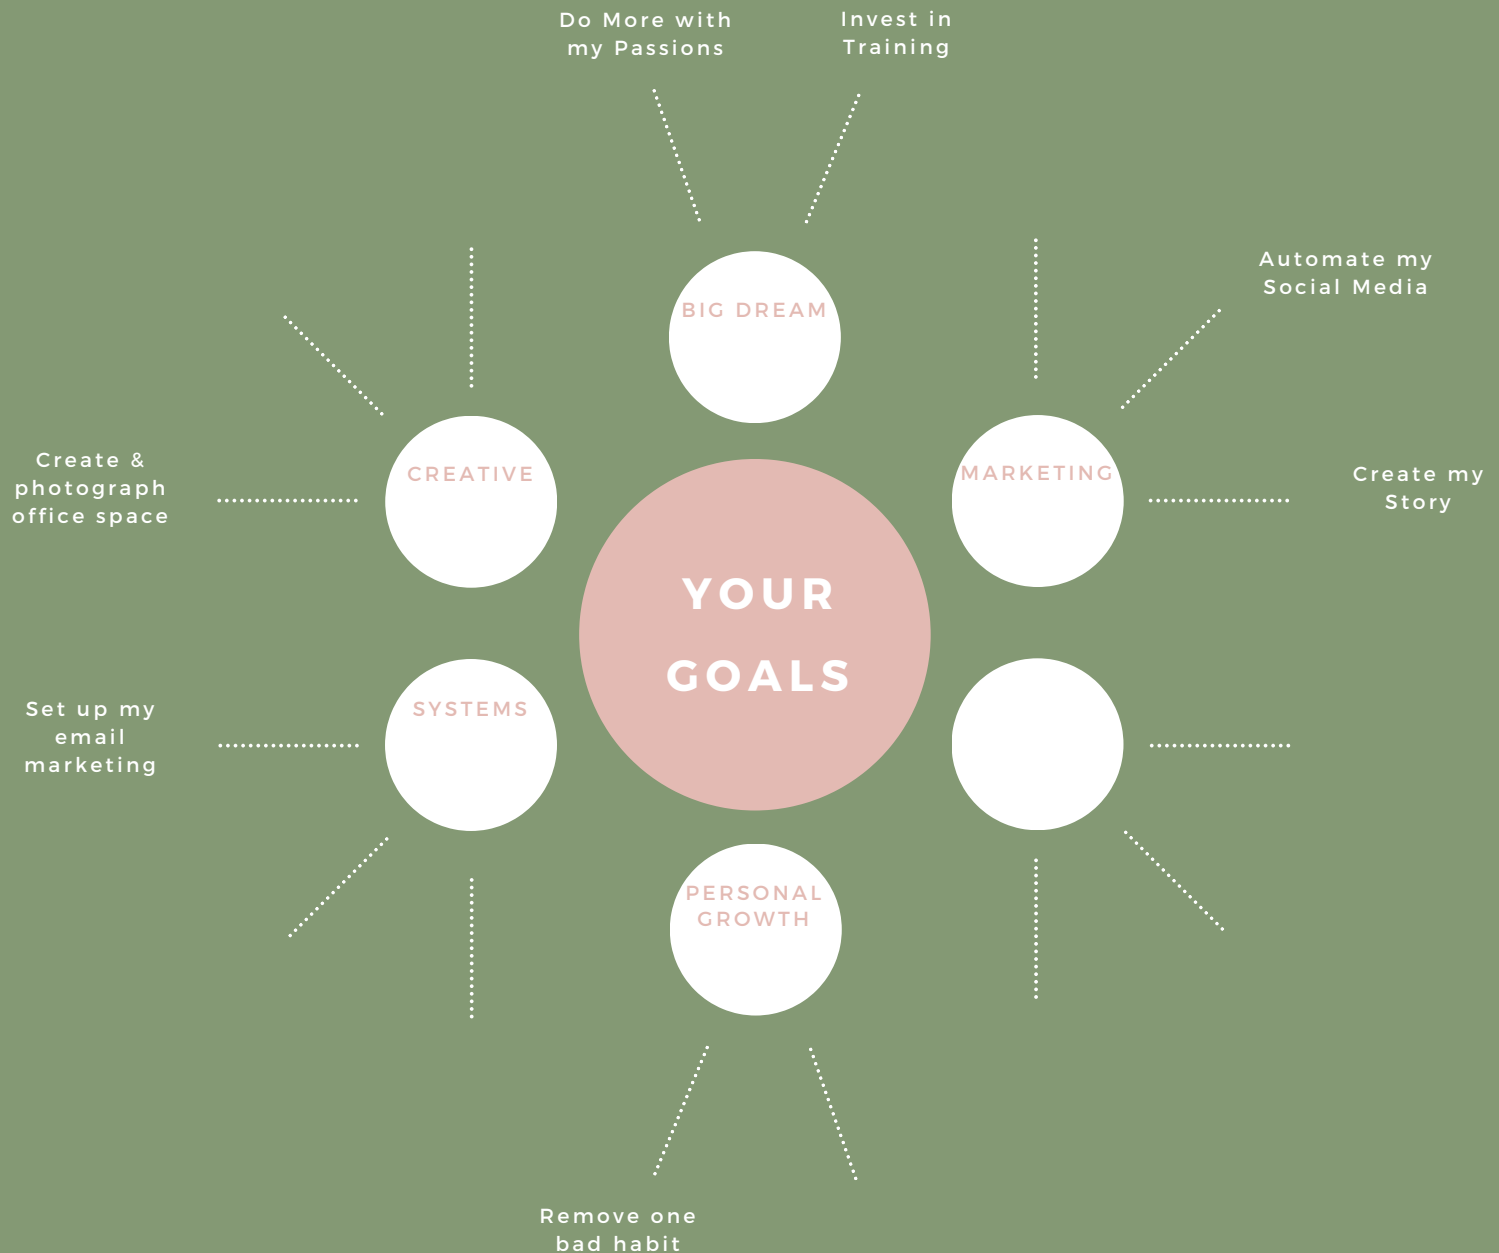 Do More with
my Passions
Invest in
Training
Automate my
Social Media
BIG DREAM
Create &
photograph
office space
CREATIVE
MARKETING
Create my
Story
YOUR
GOALS
Set up my
email
marketing
SYSTEMS
PERSONAL
GROWTH
Remove one
bad habit